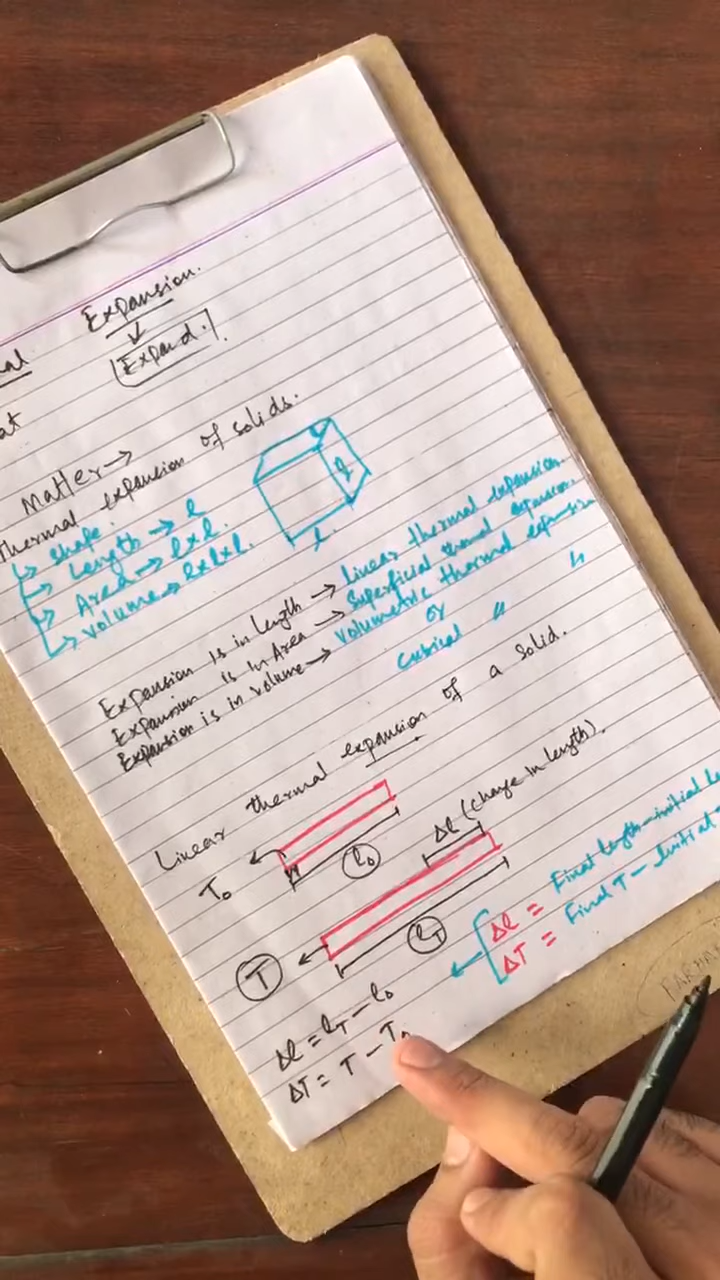 Expansion.
Expand.
Matter →
Thermal expansion of solids.
↳ Shape.
↳ Length → l
↳ Area → l×l.
↳ Volume → l×l×l.
l
l.
Expansion is in length → Linear thermal expansion.
Expansion is in Area → Superficial thermal expansion.
Expansion is in volume → Volumetric thermal expansion
or
Cubical " "
Linear thermal expansion of a solid.
T₀
l₀
Δl (change in length).
T
l_T
Δl = Final length - initial
ΔT = Final T - initial
Δl = l_T - l₀
ΔT = T - T₀